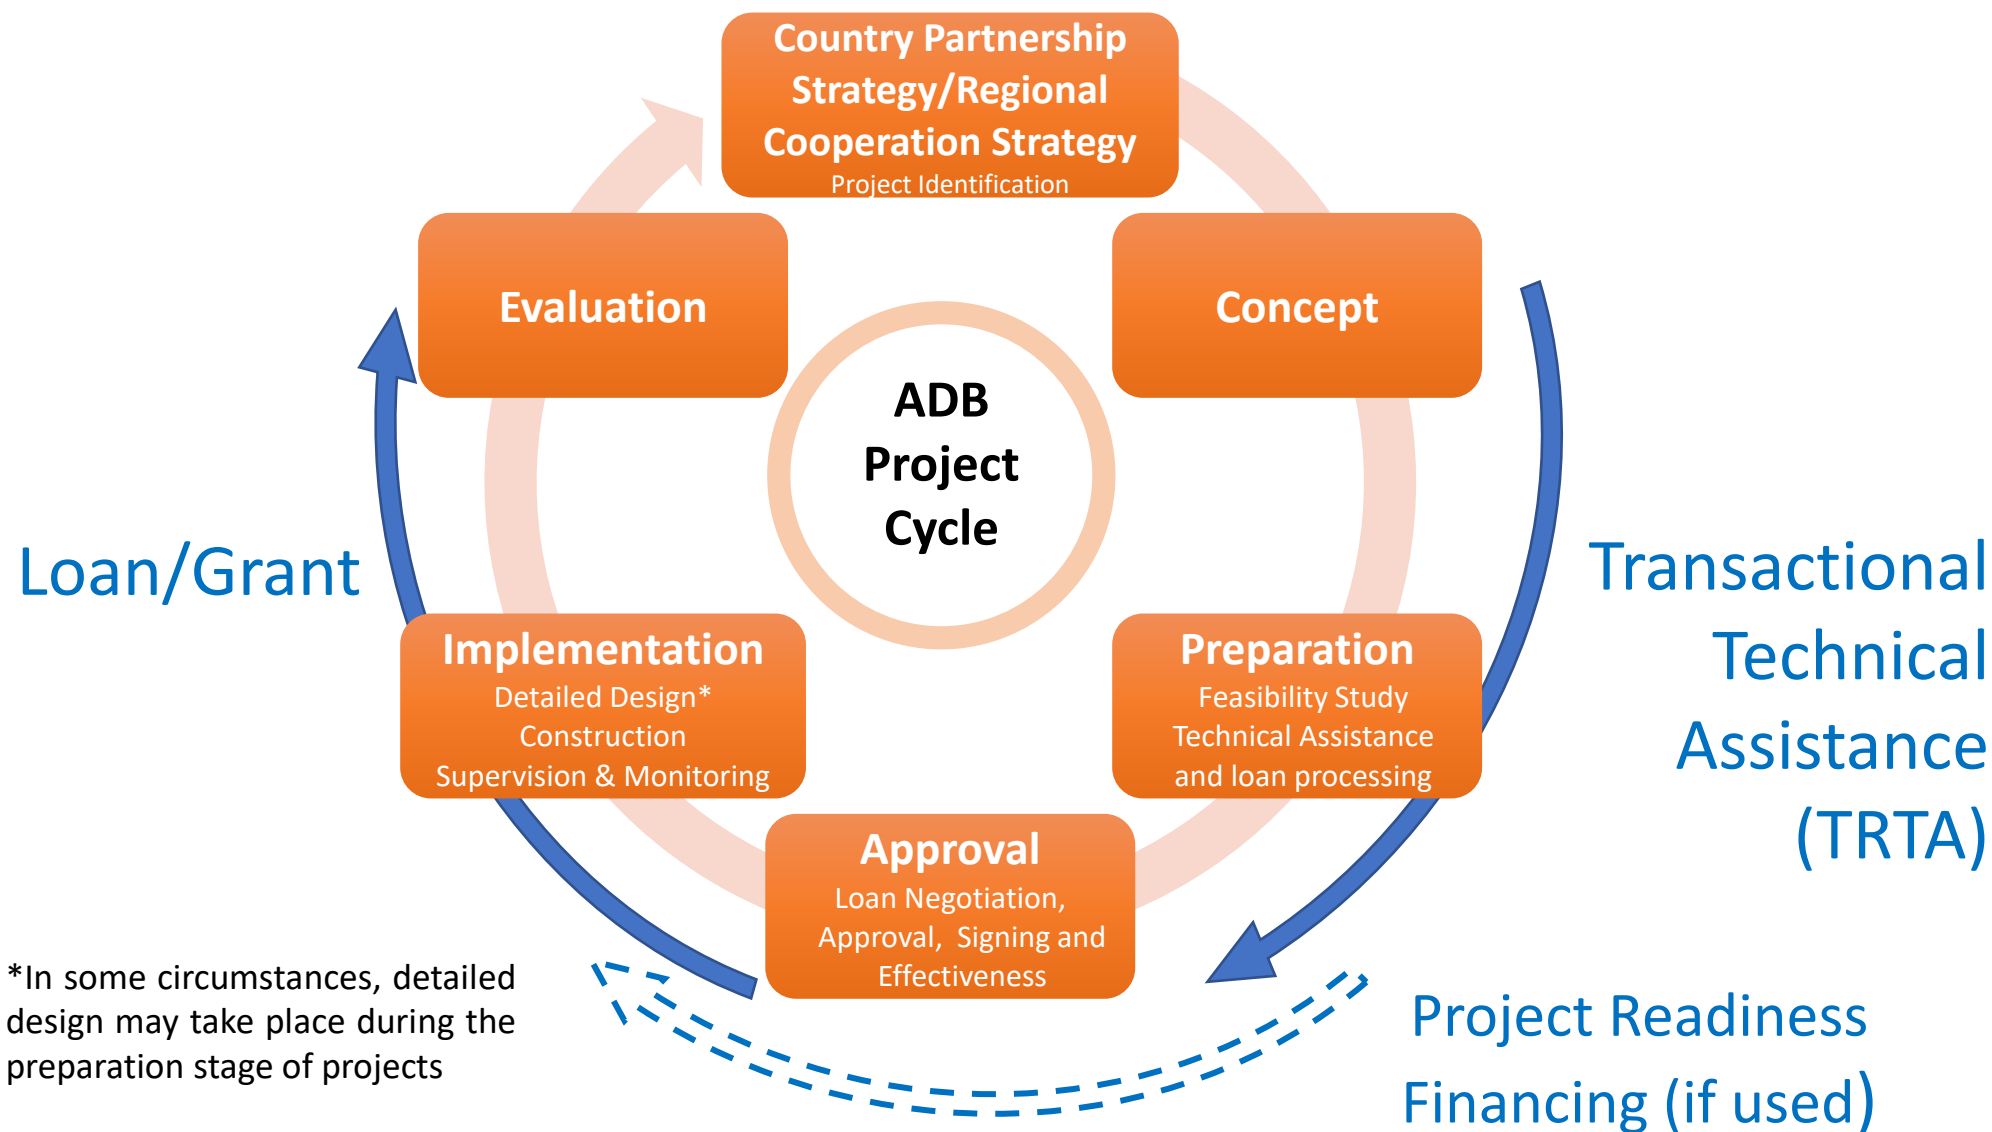 Country Partnership
Strategy/Regional
Cooperation Strategy
Project Identification
Evaluation
Concept
ADB
Project
Cycle
Loan/Grant
Transactional
Technical
Assistance
(TRTA)
Implementation
Detailed Design*
Construction
Supervision & Monitoring
Preparation
Feasibility Study
Technical Assistance
and loan processing
Approval
Loan Negotiation,
Approval, Signing and
Effectiveness
*In some circumstances, detailed
design may take place during the
preparation stage of projects
Project Readiness
Financing (if used)